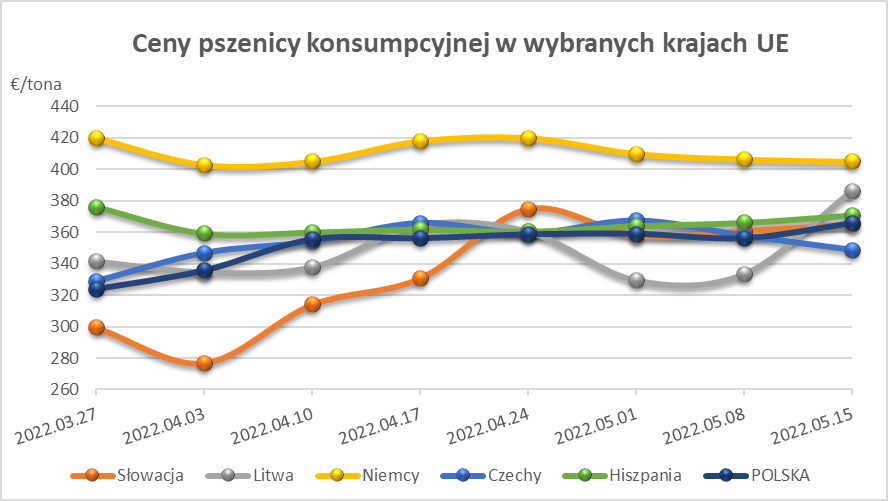 Ceny pszenicy konsumpcyjnej w wybranych krajach UE
€/tona
440
420
400
380
360
340
320
300
280
260
2022.03.27 2022.04.03 2022.04.10 2022.04.17 2022.04.24 2022.05.01 2022.05.08 2022.05.15
Słowacja Litwa Niemcy Czechy Hiszpania POLSKA